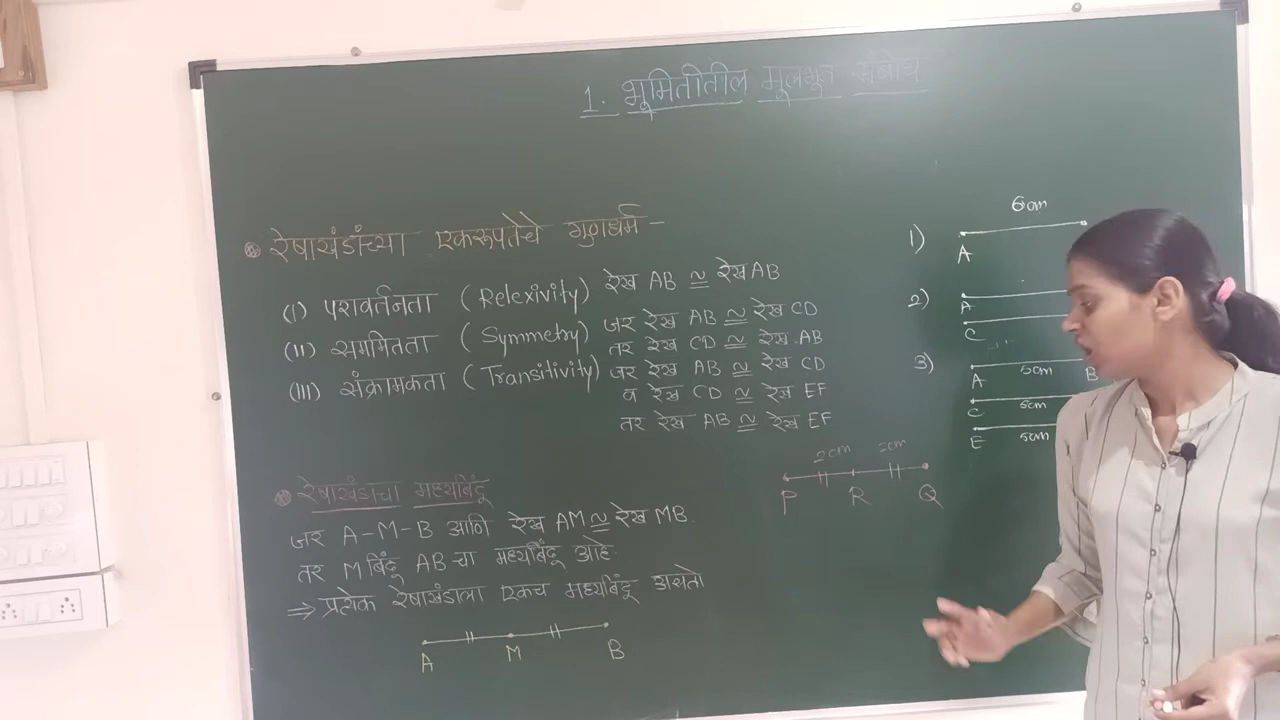 1. भूमितीतील मूलभूत संबोध
रेषाखंडांच्या एकरूपतेचे गुणधर्म –
(I) परावर्तनता (Relexivity) रेख AB ≅ रेख AB
(II) सममितता (Symmetry) जर रेख AB ≅ रेख CD
तर रेख CD ≅ रेख AB
(III) संक्रामकता (Transitivity) जर रेख AB ≅ रेख CD
व रेख CD ≅ रेख EF
तर रेख AB ≅ रेख EF
रेषाखंडाचा मध्यबिंदू
जर A-M-B आणि रेख AM ≅ रेख MB.
तर M बिंदू AB चा मध्यबिंदू आहे.
⇒ प्रत्येक रेषाखंडाला एकच मध्यबिंदू असतो
A M B
2cm 2cm
P R Q
1) 6cm
A
2)
A
C
3)
A 5cm B
C 5cm
E 5cm